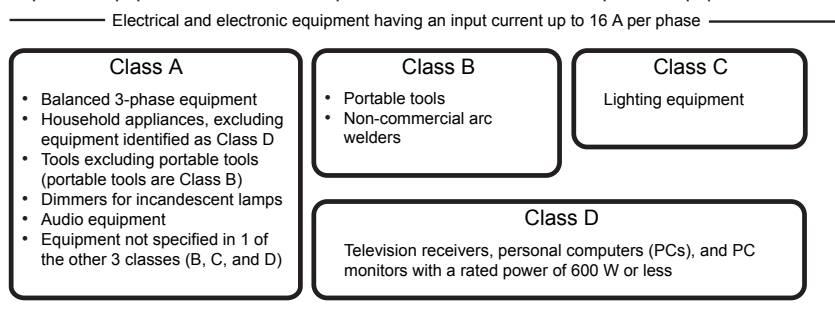 Electrical and electronic equipment having an input current up to 16 A per phase
Class A
• Balanced 3-phase equipment
• Household appliances, excluding
equipment identified as Class D
• Tools excluding portable tools
(portable tools are Class B)
• Dimmers for incandescent lamps
• Audio equipment
• Equipment not specified in 1 of
the other 3 classes (B, C, and D)
Class B
• Portable tools
• Non-commercial arc
welders
Class C
Lighting equipment
Class D
Television receivers, personal computers (PCs), and PC
monitors with a rated power of 600 W or less